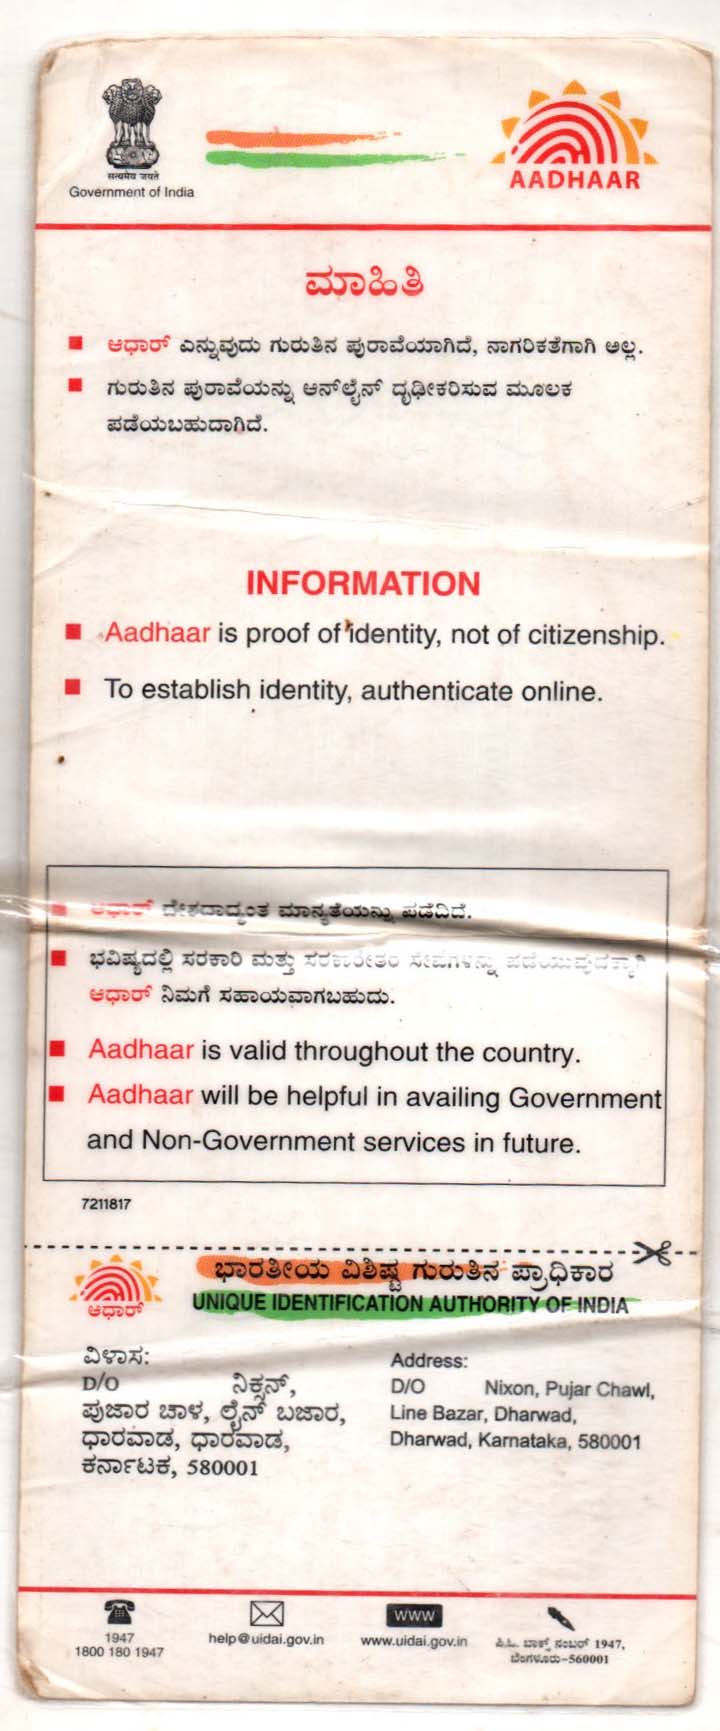 सत्यमेव जयते
Government of India
AADHAAR
ಮಾಹಿತಿ
ಆಧಾರ್ ಎನ್ನುವುದು ಗುರುತಿನ ಪುರಾವೆಯಾಗಿದೆ, ನಾಗರಿಕತೆಗಾಗಿ ಅಲ್ಲ.
ಗುರುತಿನ ಪುರಾವೆಯನ್ನು ಆನ್‌ಲೈನ್ ದೃಢೀಕರಿಸುವ ಮೂಲಕ
ಪಡೆಯಬಹುದಾಗಿದೆ.
INFORMATION
Aadhaar is proof of identity, not of citizenship.
To establish identity, authenticate online.
ಆಧಾರ್ ದೇಶದಾದ್ಯಂತ ಮಾನ್ಯತೆಯನ್ನು ಪಡೆದಿದೆ.
ಭವಿಷ್ಯದಲ್ಲಿ ಸರಕಾರಿ ಮತ್ತು ಸರಕಾರೇತರ ಸೇವೆಗಳನ್ನು ಪಡೆಯುವುದಕ್ಕಾಗಿ
ಆಧಾರ್ ನಿಮಗೆ ಸಹಾಯವಾಗಬಹುದು.
Aadhaar is valid throughout the country.
Aadhaar will be helpful in availing Government
and Non-Government services in future.
7211817
ಭಾರತೀಯ ವಿಶಿಷ್ಟ ಗುರುತಿನ ಪ್ರಾಧಿಕಾರ
ಆಧಾರ್
UNIQUE IDENTIFICATION AUTHORITY OF INDIA
ವಿಳಾಸ:
D/O ನಿಕ್ಸನ್,
ಪುಜಾರ ಚಾಳ, ಲೈನ್ ಬಜಾರ,
ಧಾರವಾಡ, ಧಾರವಾಡ,
ಕರ್ನಾಟಕ, 580001
Address:
D/O Nixon, Pujar Chawl,
Line Bazar, Dharwad,
Dharwad, Karnataka, 580001
1947
1800 180 1947
help@uidai.gov.in
www
www.uidai.gov.in
ಪಿ.ಓ. ಬಾಕ್ಸ್ ನಂಬರ್ 1947,
ಬೆಂಗಳೂರು-560001